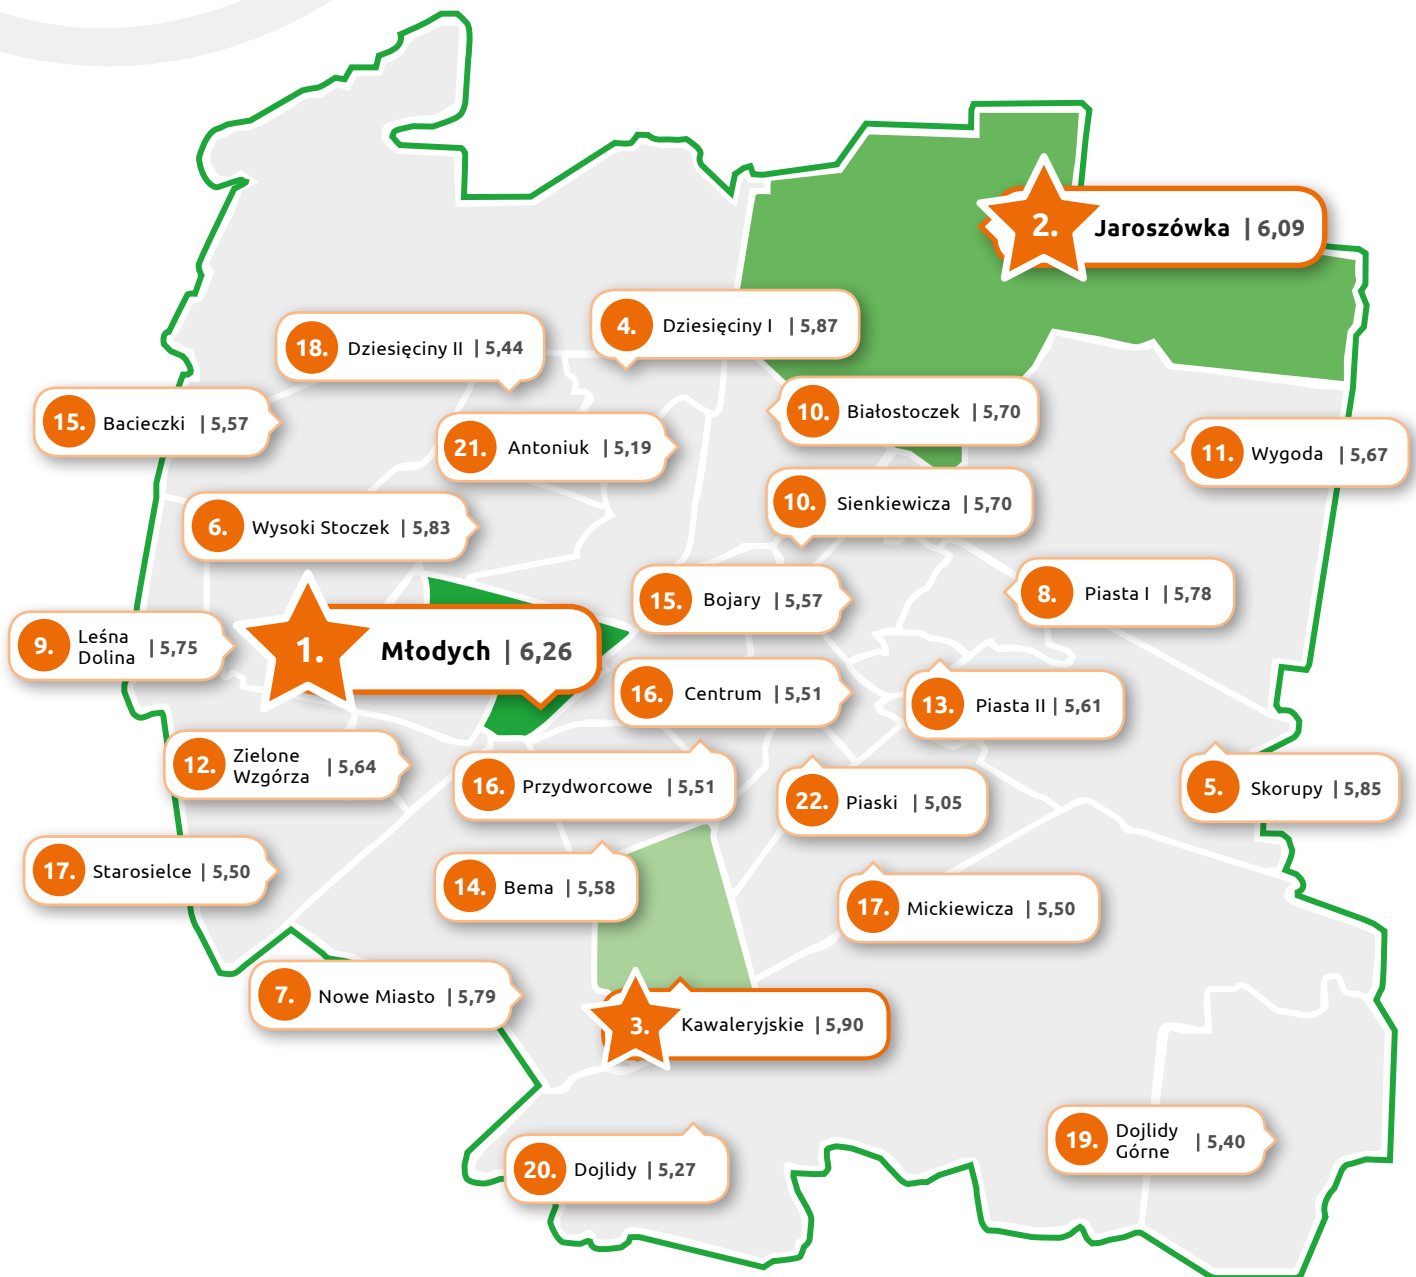 2. Jaroszówka | 6,09
4. Dziesięciny I | 5,87
18. Dziesięciny II | 5,44
15. Bacieczki | 5,57
10. Białostoczek | 5,70
21. Antoniuk | 5,19
11. Wygoda | 5,67
6. Wysoki Stoczek | 5,83
10. Sienkiewicza | 5,70
8. Piasta I | 5,78
15. Bojary | 5,57
9. Leśna
Dolina | 5,75
1. Młodych | 6,26
16. Centrum | 5,51
13. Piasta II | 5,61
12. Zielone
Wzgórza | 5,64
16. Przydworcowe | 5,51
22. Piaski | 5,05
5. Skorupy | 5,85
17. Starosielce | 5,50
14. Bema | 5,58
17. Mickiewicza | 5,50
7. Nowe Miasto | 5,79
3. Kawaleryjskie | 5,90
19. Dojlidy
Górne | 5,40
20. Dojlidy | 5,27